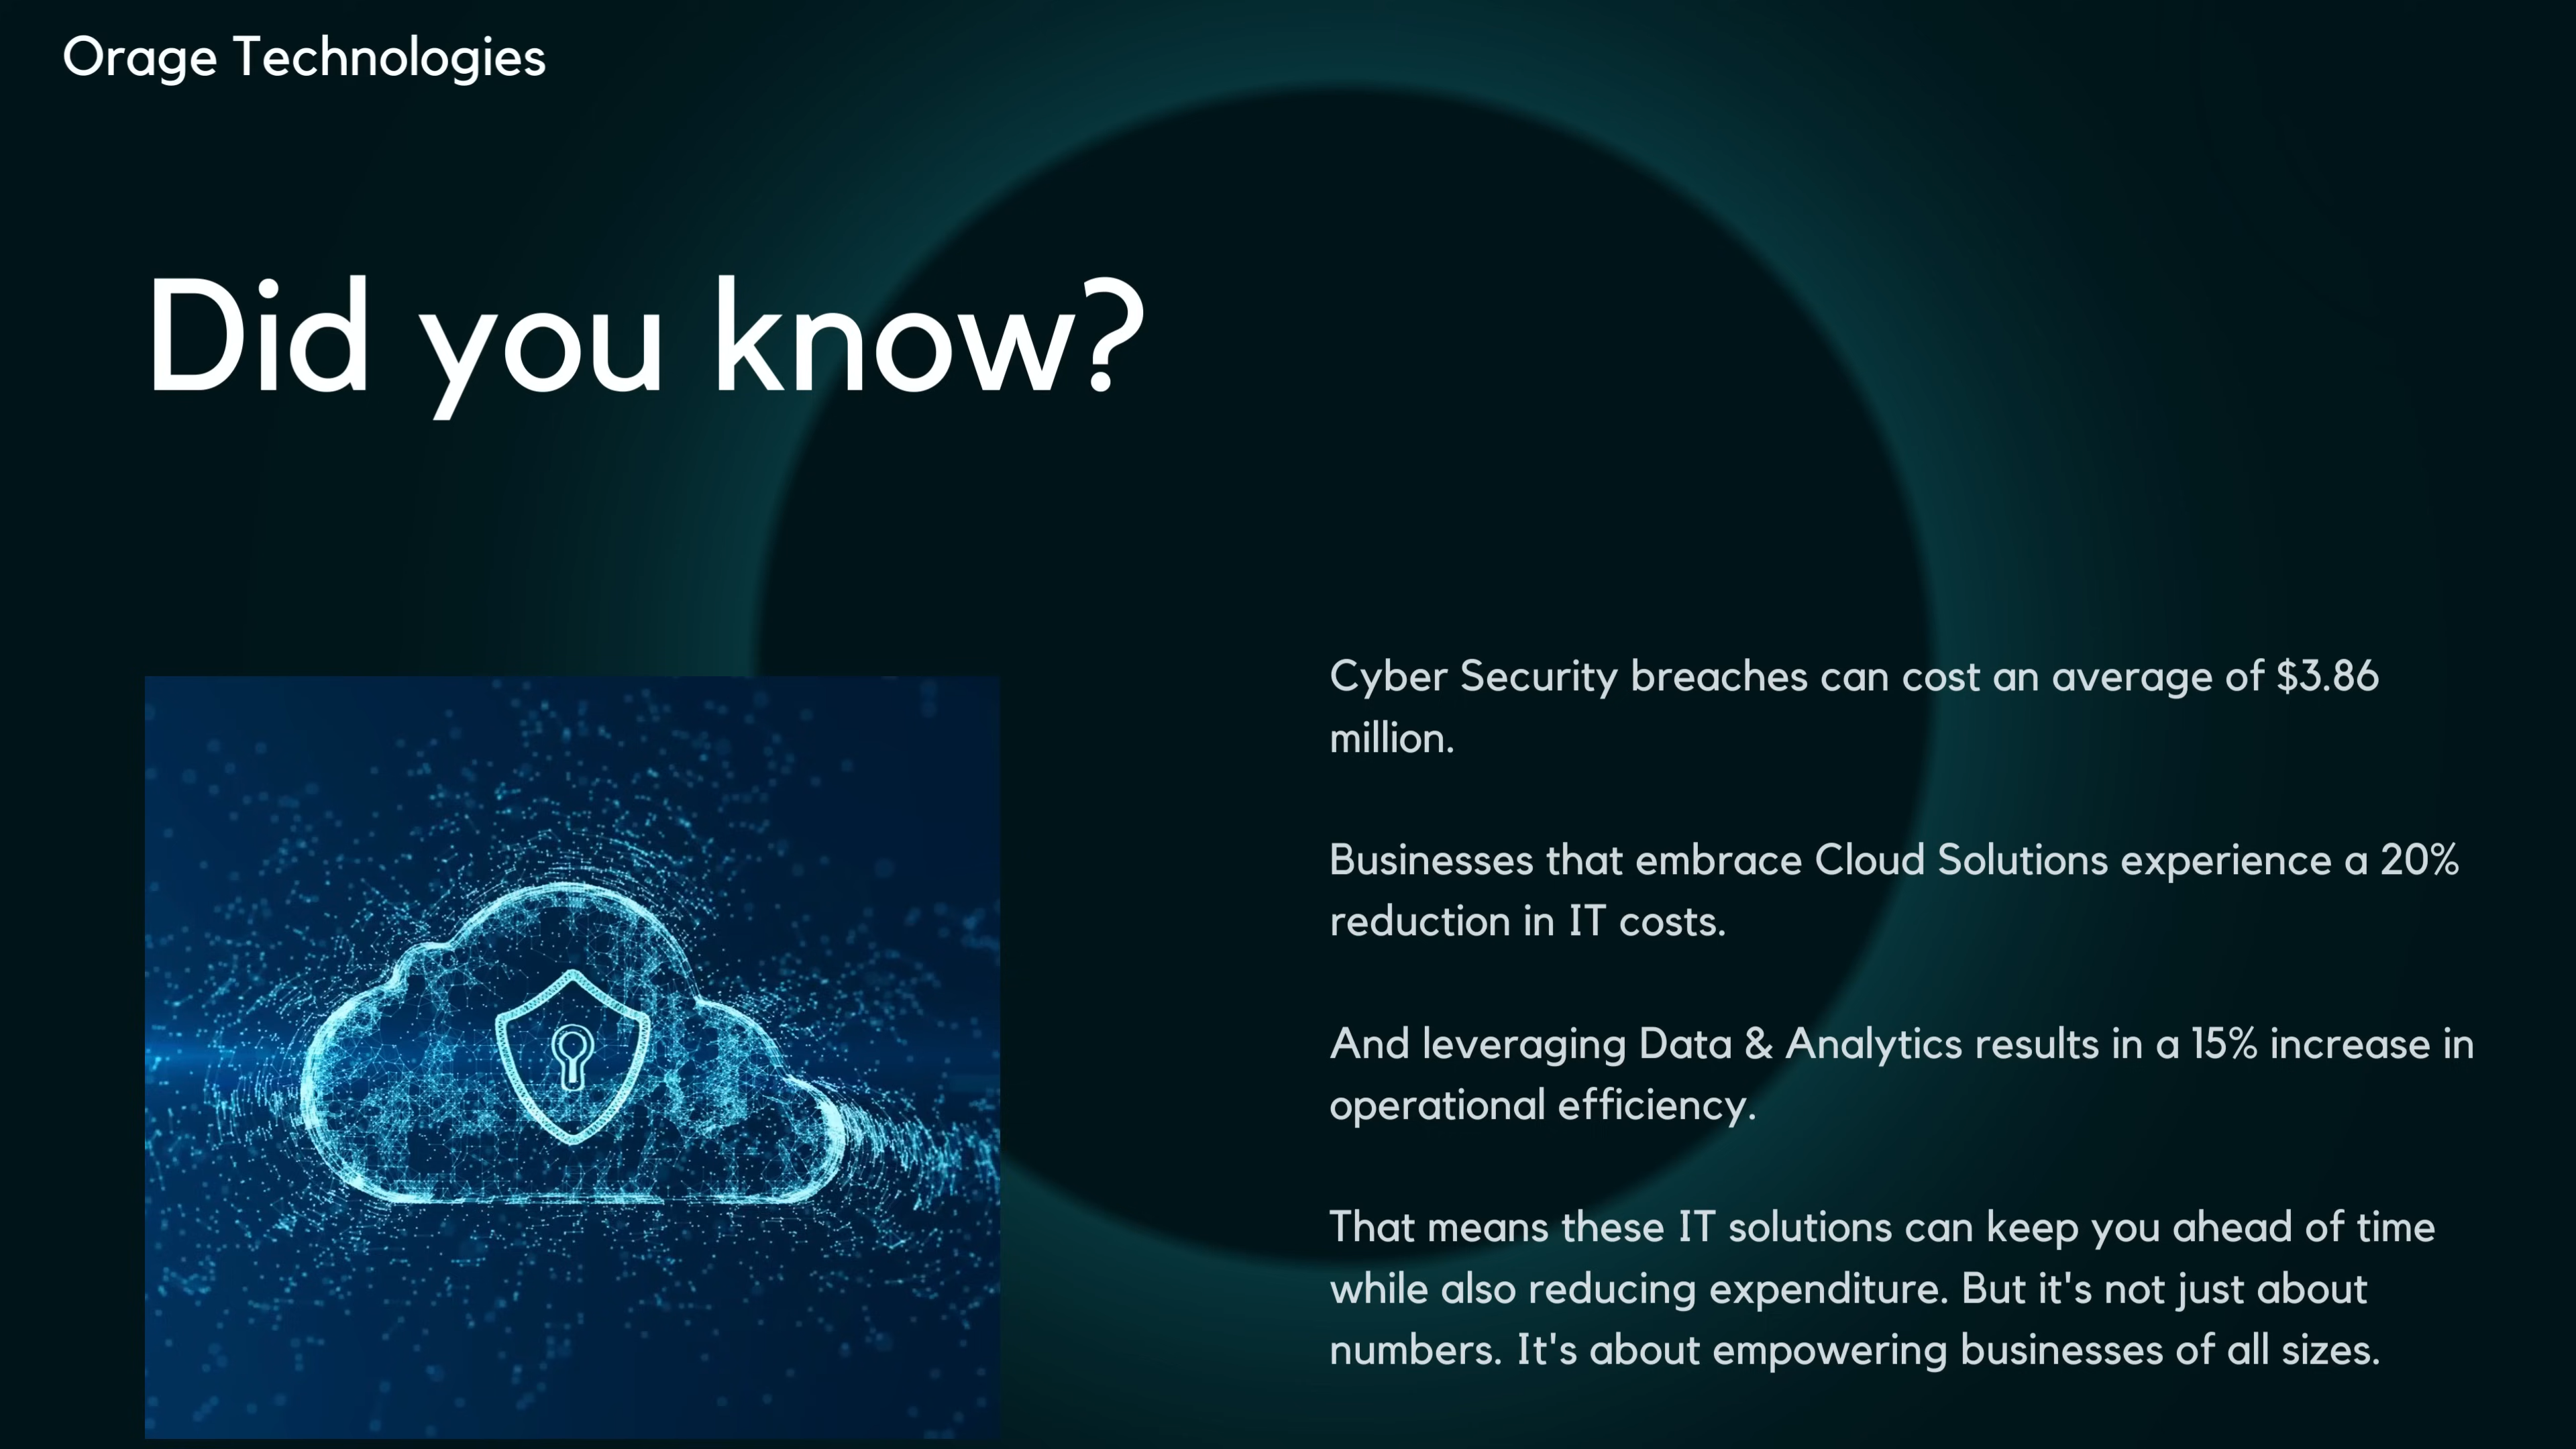 Orage Technologies
Did you know?
Cyber Security breaches can cost an average of $3.86
million.
Businesses that embrace Cloud Solutions experience a 20%
reduction in IT costs.
And leveraging Data & Analytics results in a 15% increase in
operational efficiency.
That means these IT solutions can keep you ahead of time
while also reducing expenditure. But it's not just about
numbers. It's about empowering businesses of all sizes.